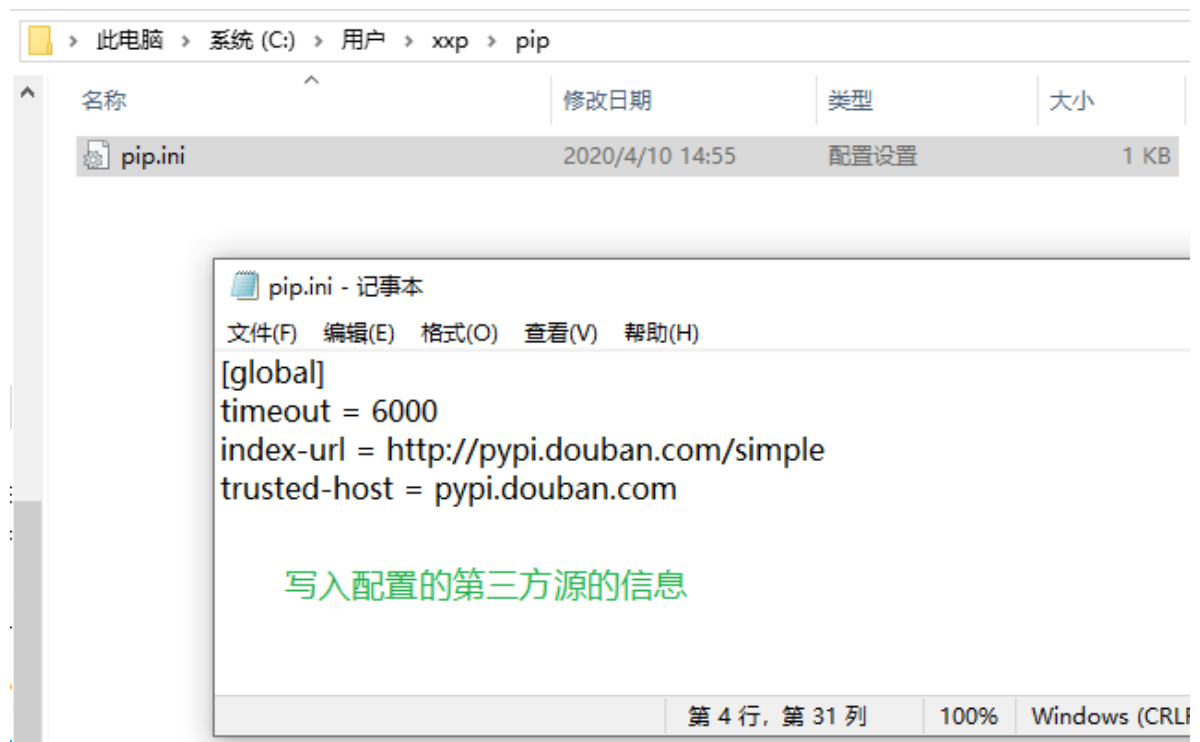 此电脑 > 系统 (C:) > 用户 > xxp > pip
名称 修改日期 类型 大小
pip.ini 2020/4/10 14:55 配置设置 1 KB
pip.ini - 记事本
文件(F) 编辑(E) 格式(O) 查看(V) 帮助(H)
[global]
timeout = 6000
index-url = http://pypi.douban.com/simple
trusted-host = pypi.douban.com
写入配置的第三方源的信息
第 4 行, 第 31 列 100% Windows (CRLF